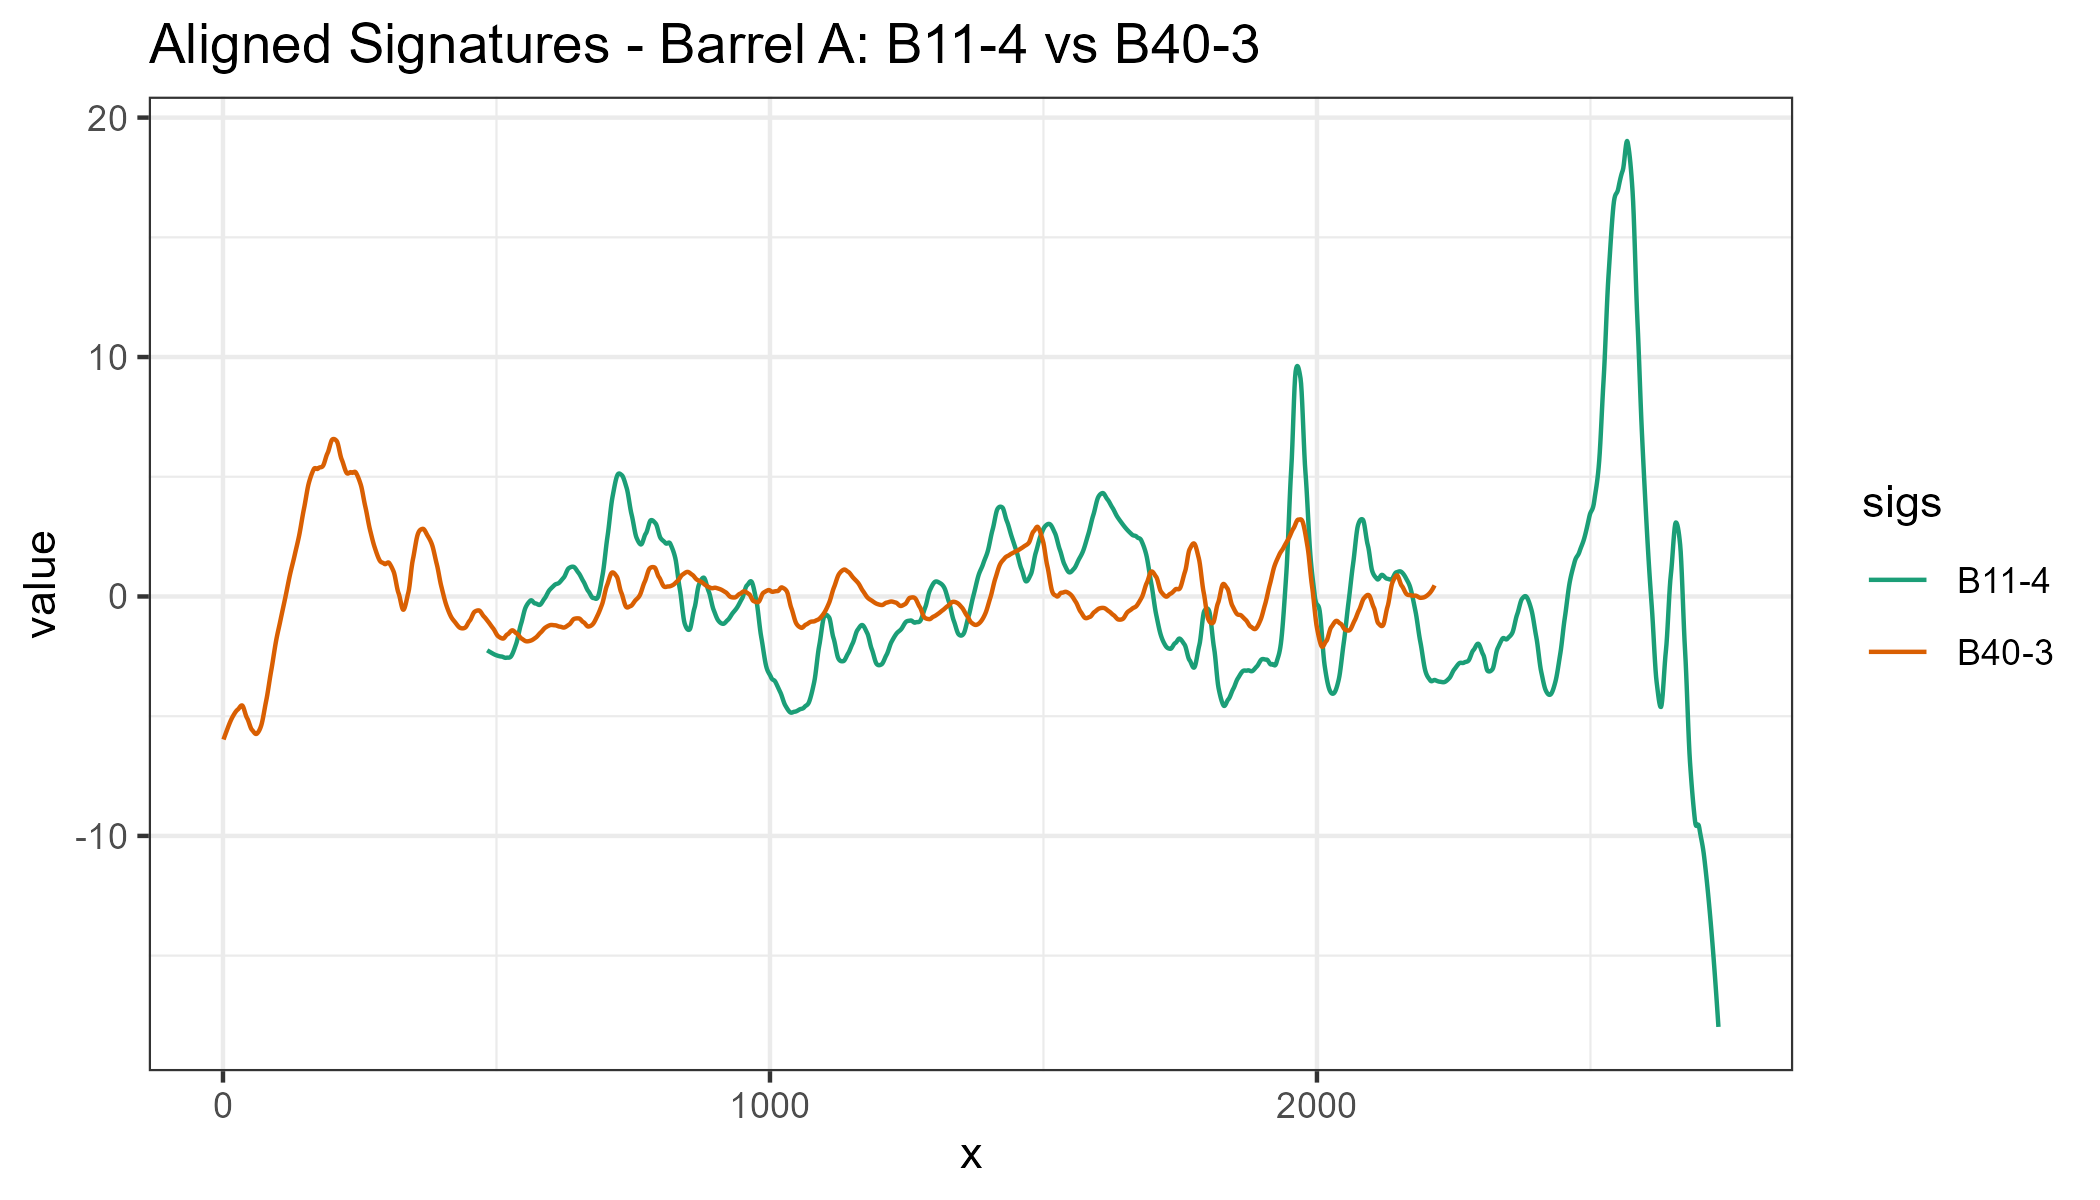 Aligned Signatures - Barrel A: B11-4 vs B40-3
20
10
0
-10
value
0
1000
2000
x
sigs
B11-4
B40-3